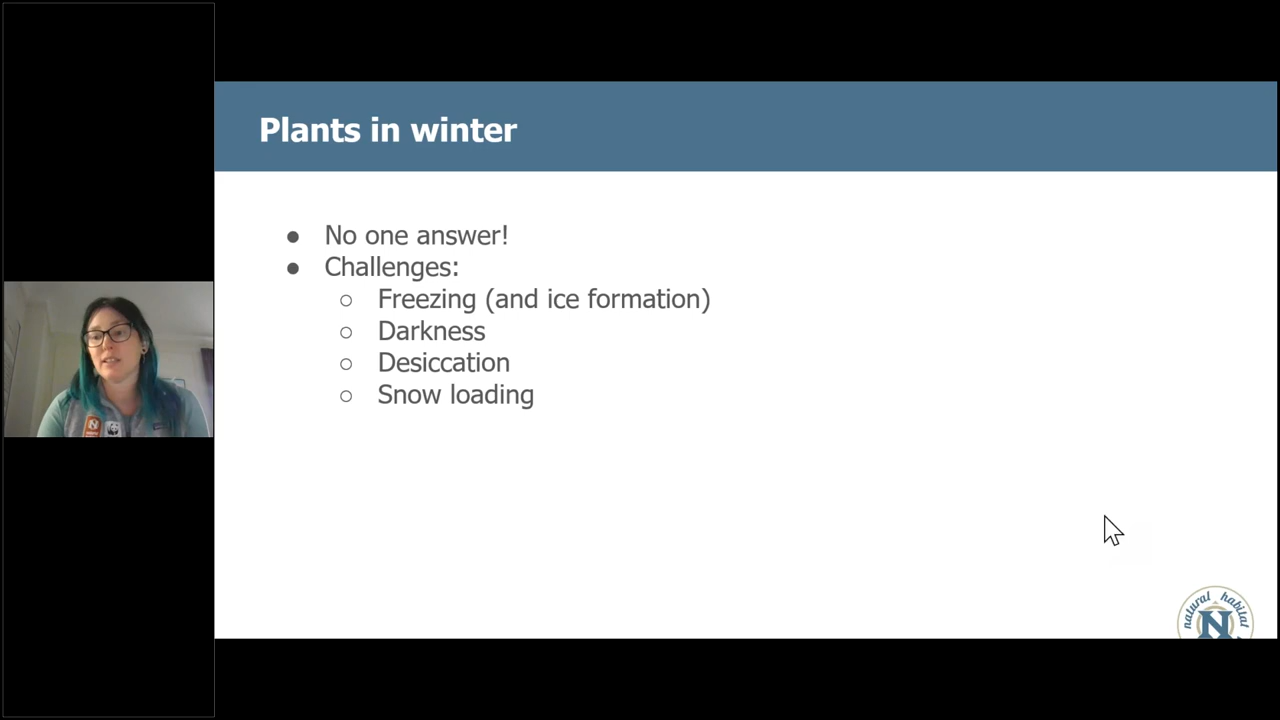 Plants in winter
● No one answer!
● Challenges:
○ Freezing (and ice formation)
○ Darkness
○ Desiccation
○ Snow loading
natural habitat
N
N